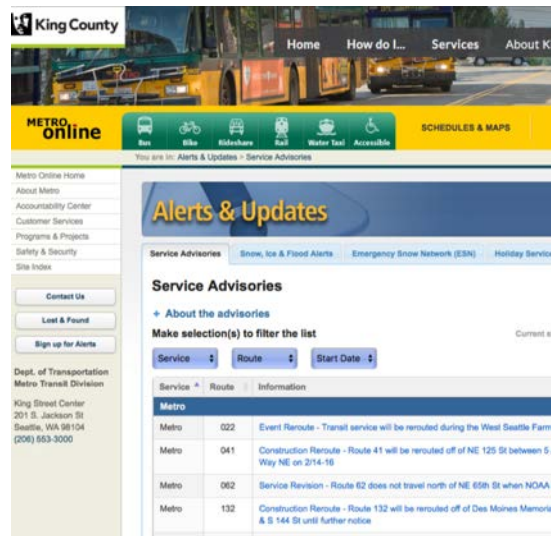 King County
Home How do I... Services About K
METRO online
Bus Bike Rideshare Rail Water Taxi Accessible
SCHEDULES & MAPS
You are in: Alerts & Updates > Service Advisories
Metro Online Home
About Metro
Accountability Center
Customer Services
Programs & Projects
Safety & Security
Site Index
Contact Us
Lost & Found
Sign up for Alerts
Dept. of Transportation
Metro Transit Division
King Street Center
201 S. Jackson St
Seattle, WA 98104
(206) 553-3000
Alerts & Updates
Service Advisories Snow, Ice & Flood Alerts Emergency Snow Network (ESN) Holiday Servic
Service Advisories
+ About the advisories
Make selection(s) to filter the list
Current s
Service Route Start Date
Service Route Information
Metro
Metro 022 Event Reroute - Transit service will be rerouted during the West Seattle Farm
Metro 041 Construction Reroute - Route 41 will be rerouted off of NE 125 St between 5
Way NE on 2/14-16
Metro 062 Service Revision - Route 62 does not travel north of NE 65th St when NOAA
Metro 132 Construction Reroute - Route 132 will be rerouted off of Des Moines Memoria
& S 144 St until further notice